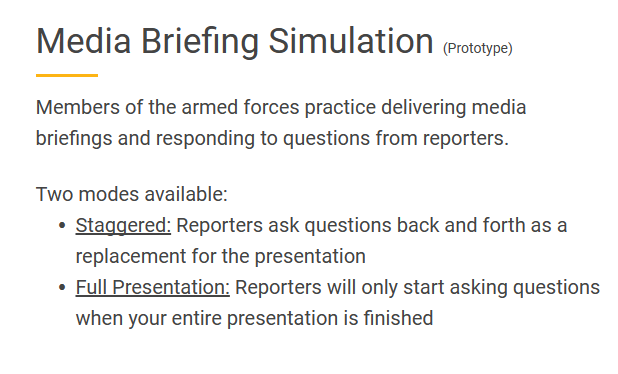 Media Briefing Simulation (Prototype)
Members of the armed forces practice delivering media
briefings and responding to questions from reporters.
Two modes available:
• Staggered: Reporters ask questions back and forth as a
replacement for the presentation
• Full Presentation: Reporters will only start asking questions
when your entire presentation is finished